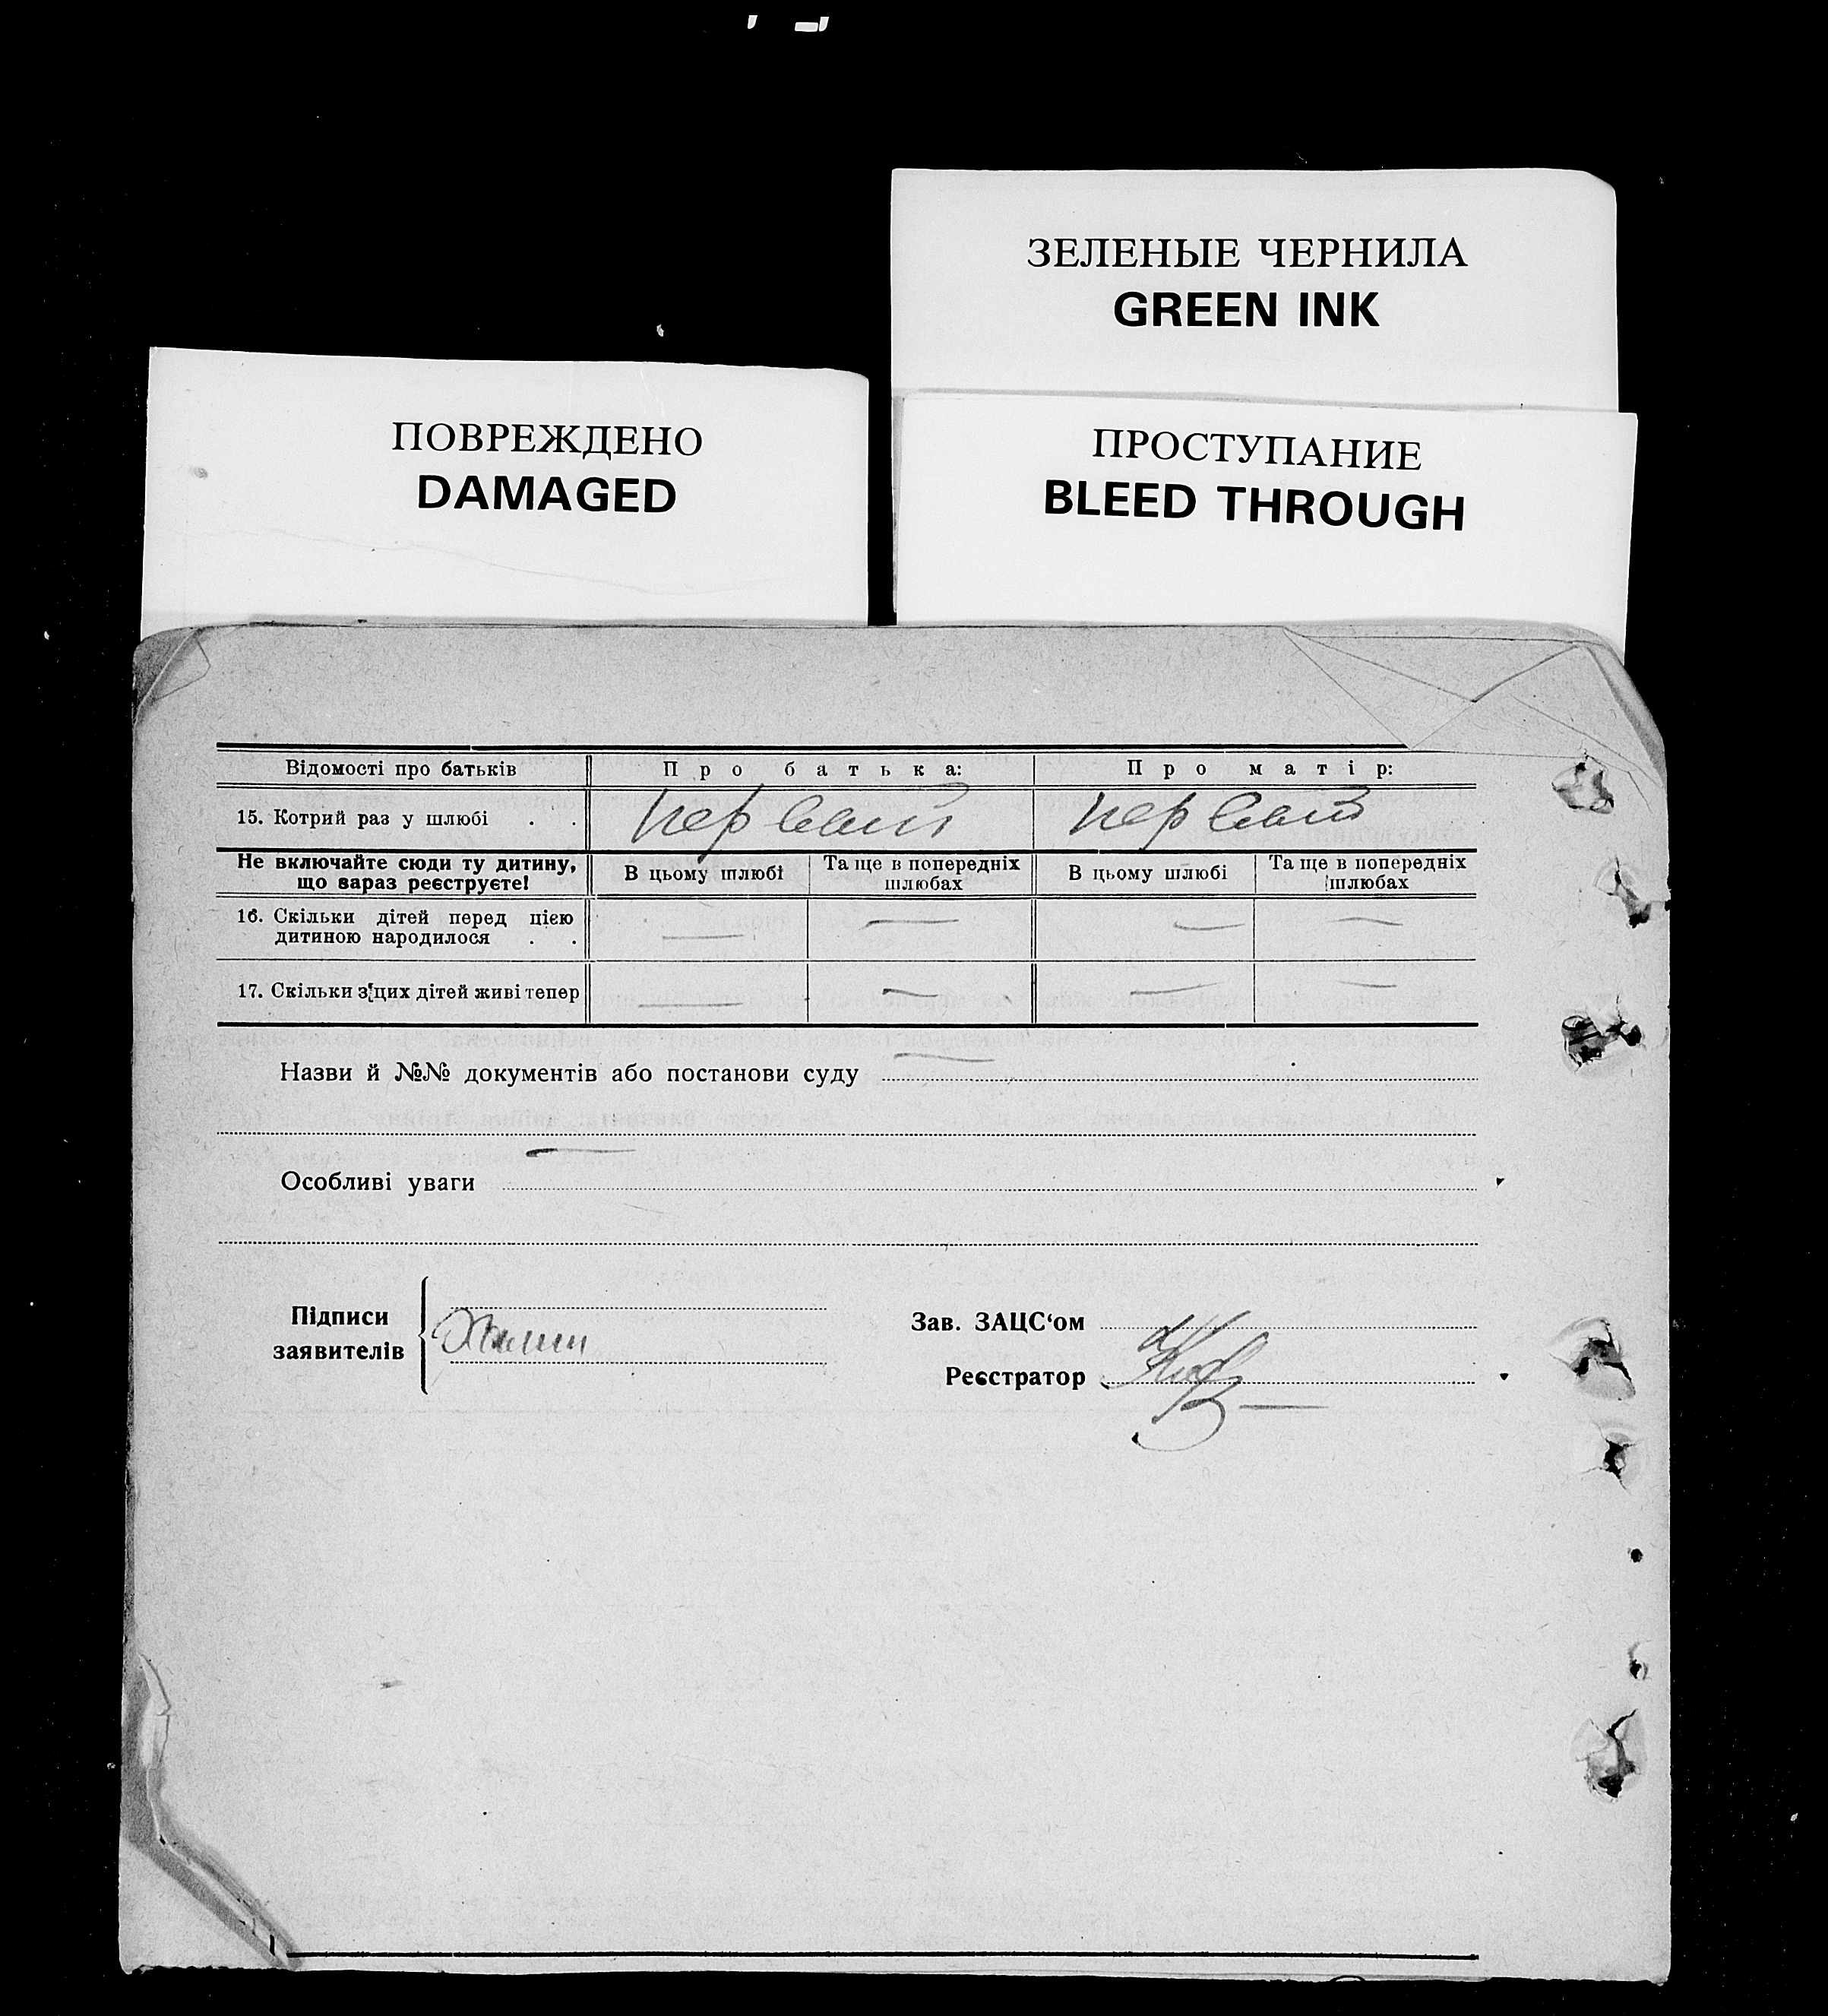 ЗЕЛЕНЫЕ ЧЕРНИЛА
GREEN INK
ПОВРЕЖДЕНО
DAMAGED
ПРОСТУПАНИЕ
BLEED THROUGH
Відомості про батьків Про батька: Про матір:
15. Котрий раз у шлюбі . . первый первый
Не включайте сюди ту дитину, що вараз реєструєте! В цьому шлюбі Та ще в попередніх шлюбах В цьому шлюбі Та ще в попередніх шлюбах
16. Скільки дітей перед цією
дитиною народилося . . — — — —
17. Скільки з'цих дітей живі тепер — — — —
Назви й №№ документів або постанови суду —
—
Особливі уваги
Підписи
заявителів
Зав. ЗАЦС‘ом
Реєстратор